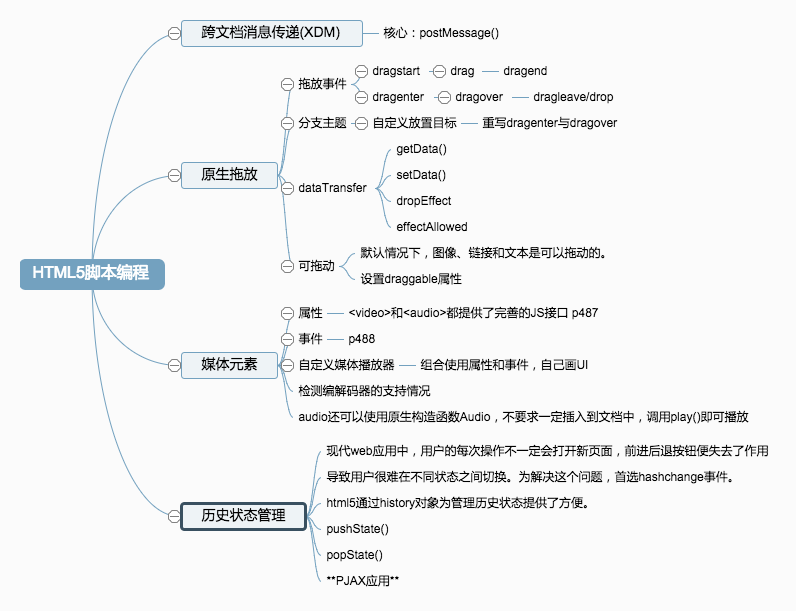 HTML5脚本编程
跨文档消息传递(XDM)
核心：postMessage()
原生拖放
拖放事件
dragstart
drag
dragend
dragenter
dragover
dragleave/drop
分支主题
自定义放置目标
重写dragenter与dragover
dataTransfer
getData()
setData()
dropEffect
effectAllowed
可拖动
默认情况下，图像、链接和文本是可以拖动的。
设置draggable属性
媒体元素
属性
<video>和<audio>都提供了完善的JS接口 p487
事件
p488
自定义媒体播放器
组合使用属性和事件，自己画UI
检测编解码器的支持情况
audio还可以使用原生构造函数Audio，不要求一定插入到文档中，调用play()即可播放
历史状态管理
现代web应用中，用户的每次操作不一定会打开新页面，前进后退按钮便失去了作用
导致用户很难在不同状态之间切换。为解决这个问题，首选hashchange事件。
html5通过history对象为管理历史状态提供了方便。
pushState()
popState()
**PJAX应用**